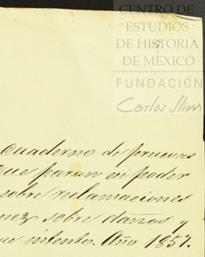 CENTRO DE
ESTUDIOS
DE HISTORIA
DE MÉXICO
FUNDACIÓN
Carlos Slim
Cuaderno de
que paran en poder
sobre reclamaciones
sobre daños y
intento. Año 1857.